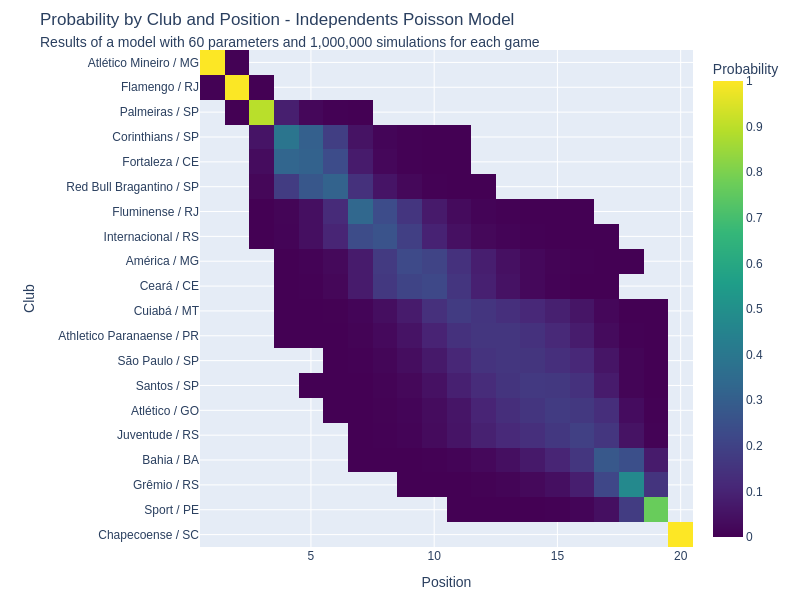 Probability by Club and Position - Independents Poisson Model
Results of a model with 60 parameters and 1,000,000 simulations for each game
Probability
Atlético Mineiro / MG
Flamengo / RJ
Palmeiras / SP
Corinthians / SP
Fortaleza / CE
Red Bull Bragantino / SP
Fluminense / RJ
Internacional / RS
América / MG
Ceará / CE
Cuiabá / MT
Athletico Paranaense / PR
São Paulo / SP
Santos / SP
Atlético / GO
Juventude / RS
Bahia / BA
Grêmio / RS
Sport / PE
Chapecoense / SC
Club
5
10
15
20
Position
1
0.9
0.8
0.7
0.6
0.5
0.4
0.3
0.2
0.1
0